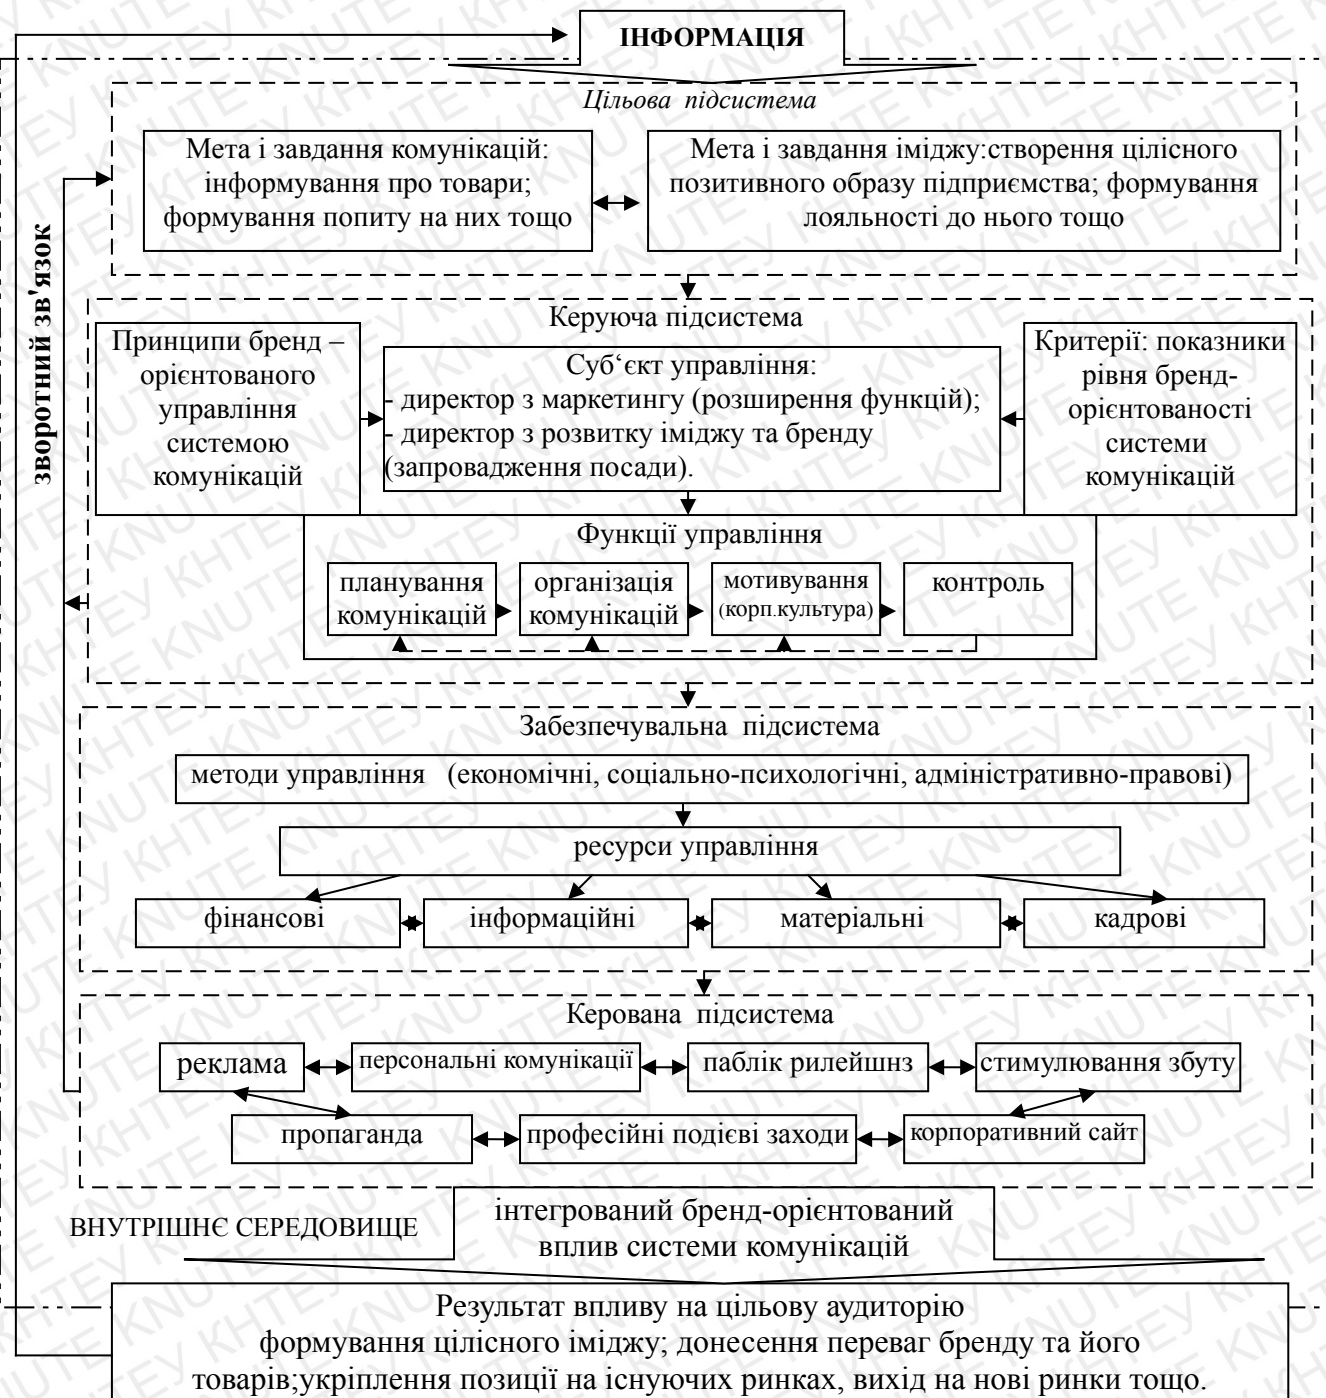 ІНФОРМАЦІЯ
Цільова підсистема
Мета і завдання комунікацій:
інформування про товари;
формування попиту на них тощо
Мета і завдання іміджу:створення цілісного
позитивного образу підприємства; формування
лояльності до нього тощо
зворотний зв'язок
Керуюча підсистема
Принципи бренд –
орієнтованого
управління
системою
комунікацій
Суб‘єкт управління:
- директор з маркетингу (розширення функцій);
- директор з розвитку іміджу та бренду
(запровадження посади).
Критерії: показники
рівня бренд-
орієнтованості
системи
комунікацій
Функції управління
планування
комунікацій
організація
комунікацій
мотивування
(корп.культура)
контроль
Забезпечувальна підсистема
методи управління (економічні, соціально-психологічні, адміністративно-правові)
ресурси управління
фінансові
інформаційні
матеріальні
кадрові
Керована підсистема
реклама
персональні комунікації
паблік рилейшнз
стимулювання збуту
пропаганда
професійні подієві заходи
корпоративний сайт
ВНУТРІШНЄ СЕРЕДОВИЩЕ
інтегрований бренд-орієнтований
вплив системи комунікацій
Результат впливу на цільову аудиторію
формування цілісного іміджу; донесення переваг бренду та його
товарів;укріплення позиції на існуючих ринках, вихід на нові ринки тощо.